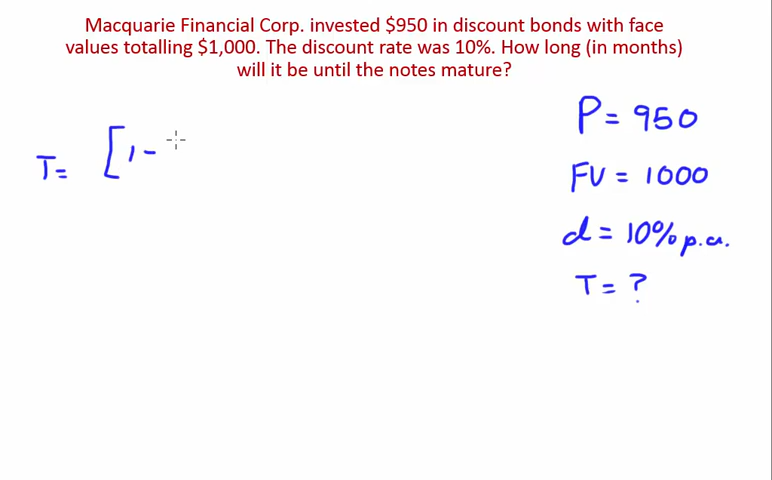 Macquarie Financial Corp. invested $950 in discount bonds with face
values totalling $1,000. The discount rate was 10%. How long (in months)
will it be until the notes mature?
P = 950
T = [1 -
FV = 1000
d = 10% p.a.
T = ?